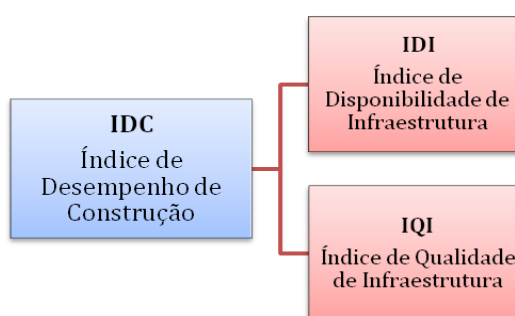 IDC
Índice de
Desempenho de
Construção
IDI
Índice de
Disponibilidade de
Infraestrutura
IQI
Índice de Qualidade
de Infraestrutura